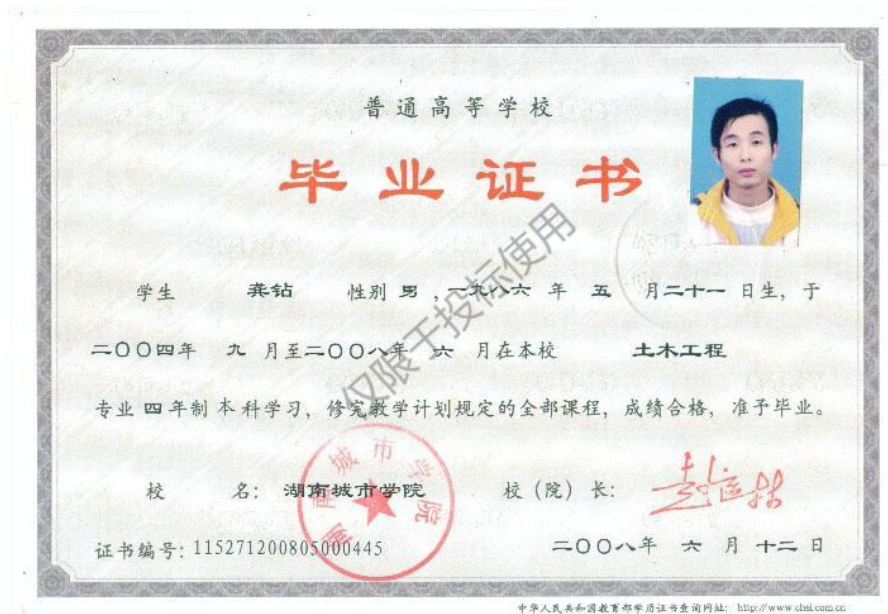 普通高等学校
毕业证书
学生 龚钻 性别 男 ,一九八六 年 五 月二十一 日生, 于
二〇〇四年 九 月至二〇〇八年 六 月在本校 土木工程
专业 四 年制 本 科学习, 修完教学计划规定的全部课程, 成绩合格, 准予毕业。
校 名: 湖南城市学院 校 (院) 长:
证书编号: 115271200805000445 二〇〇八年 六 月 十二 日
中华人民共和国教育部学历证书查询网址: http://www.chsi.com.cn
仅限于投标使用
湖南城市学院